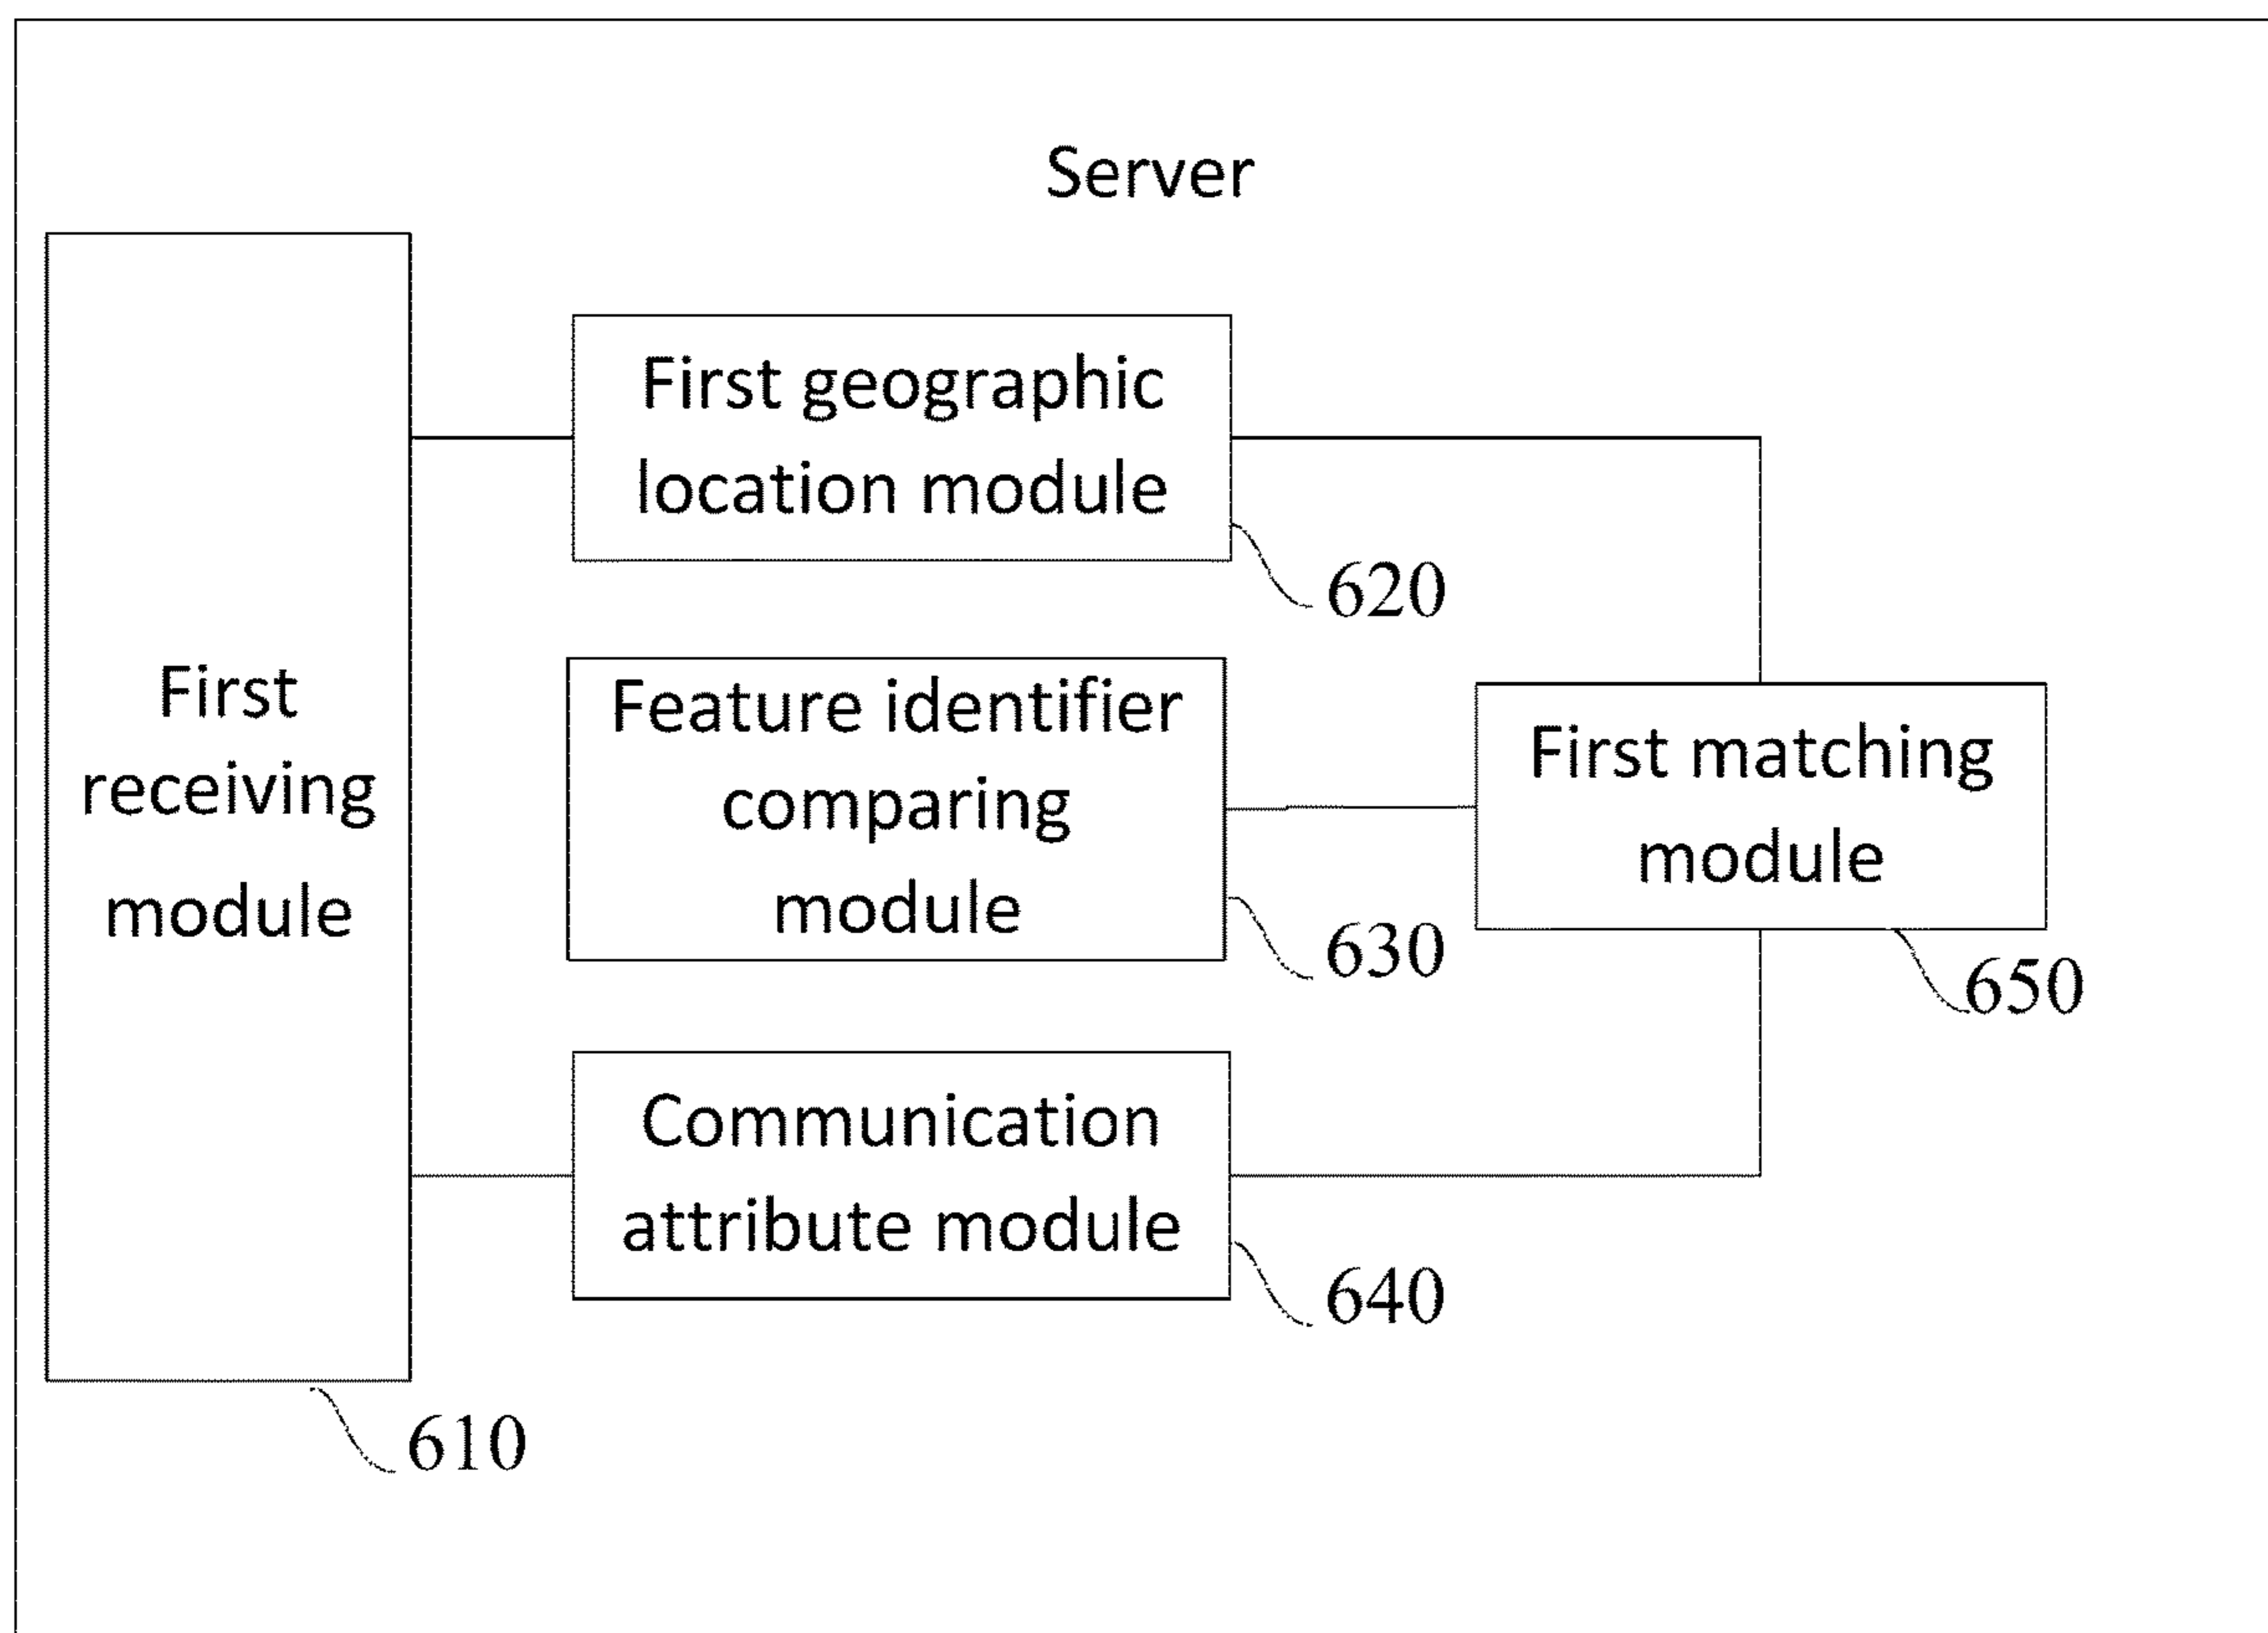 Server
First
receiving
module
610
First geographic
location module
620
Feature identifier
comparing
module
630
Communication
attribute module
640
First matching
module
650